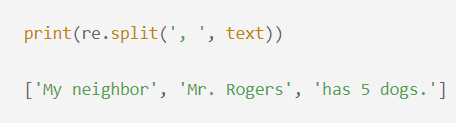 print(re.split(', ', text))
['My neighbor', 'Mr. Rogers', 'has 5 dogs.']